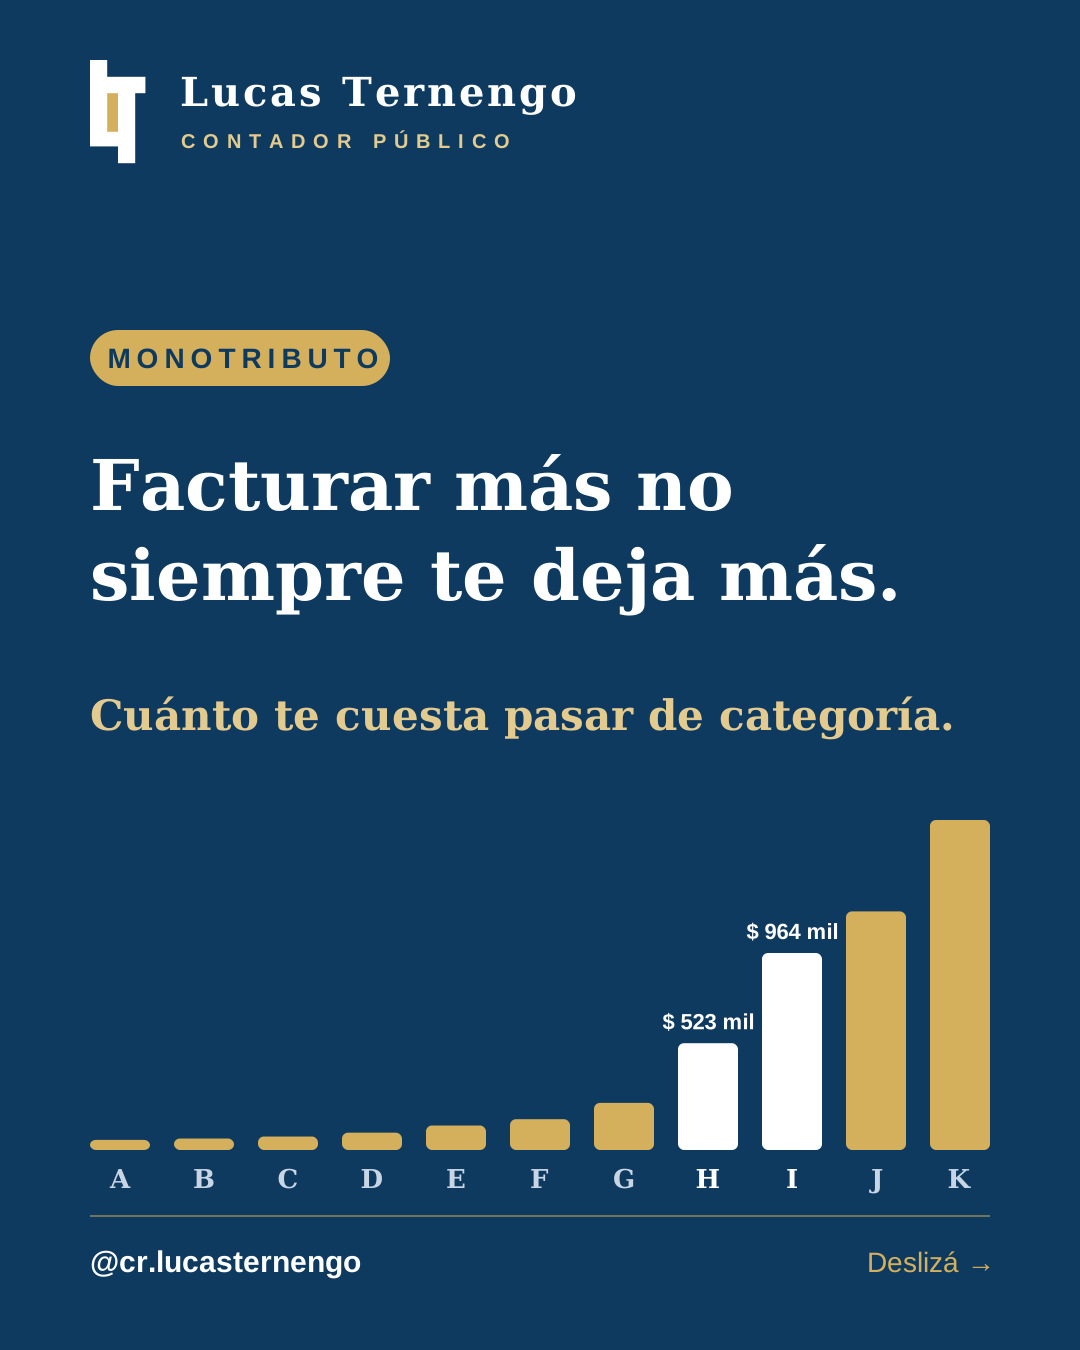 Lucas Ternengo
CONTADOR PÚBLICO
MONOTRIBUTO
Facturar más no
siempre te deja más.
Cuánto te cuesta pasar de categoría.
$ 964 mil
$ 523 mil
A B C D E F G H I J K
@cr.lucasternengo
Deslizá →